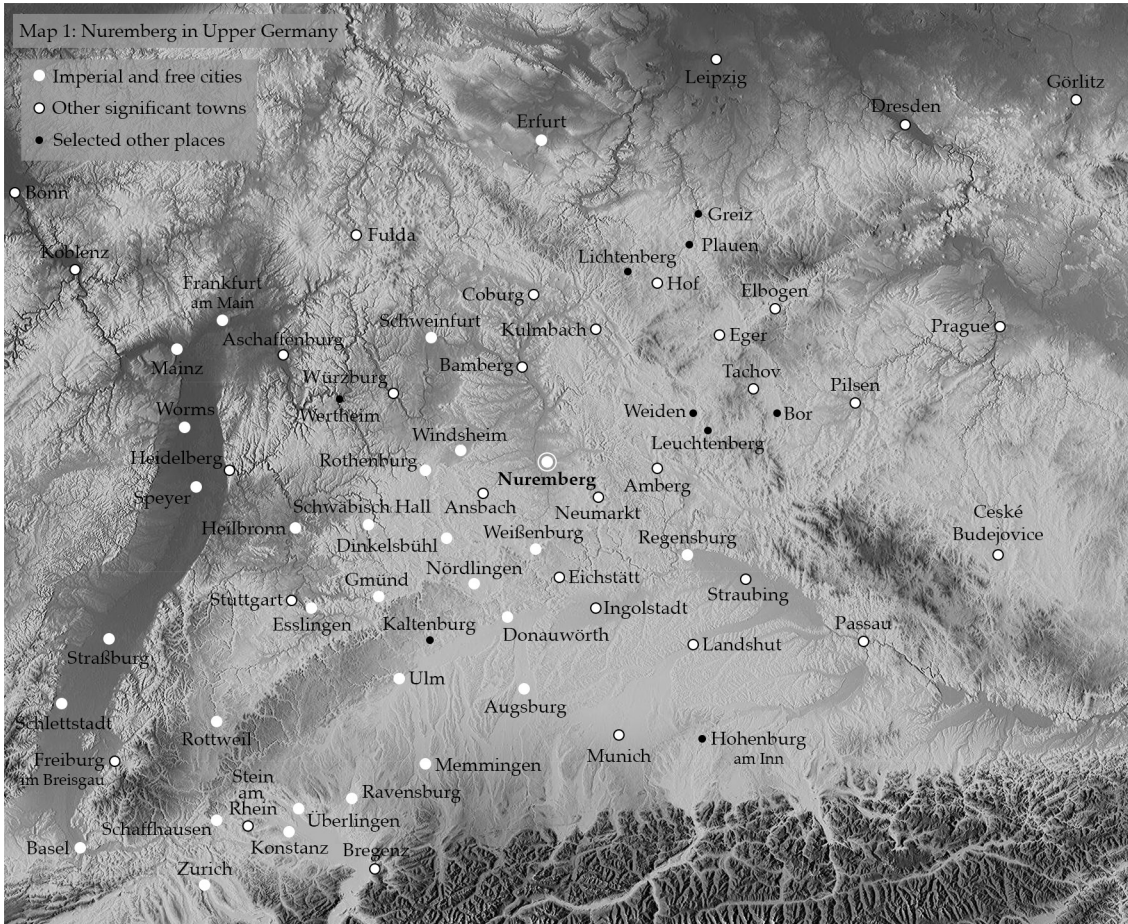 Map 1: Nuremberg in Upper Germany
Imperial and free cities
Other significant towns
Selected other places
Leipzig
Görlitz
Dresden
Erfurt
Bonn
Greiz
Fulda
Plauen
Koblenz
Lichtenberg
Hof
Frankfurt
am Main
Coburg
Elbogen
Schweinfurt
Kulmbach
Prague
Aschaffenburg
Eger
Mainz
Bamberg
Würzburg
Tachov
Pilsen
Wertheim
Worms
Weiden
Bor
Windsheim
Leuchtenberg
Heidelberg
Rothenburg
Nuremberg
Amberg
Speyer
Schwäbisch Hall
Ansbach
Neumarkt
Ceské
Budejovice
Heilbronn
Dinkelsbühl
Weißenburg
Regensburg
Nördlingen
Gmünd
Eichstätt
Straubing
Stuttgart
Esslingen
Kaltenburg
Ingolstadt
Donauwörth
Passau
Landshut
Straßburg
Ulm
Augsburg
Schlettstadt
Rottweil
Hohenburg
am Inn
Munich
Freiburg
im Breisgau
Memmingen
Stein
am
Rhein
Ravensburg
Überlingen
Schaffhausen
Konstanz
Basel
Bregenz
Zurich